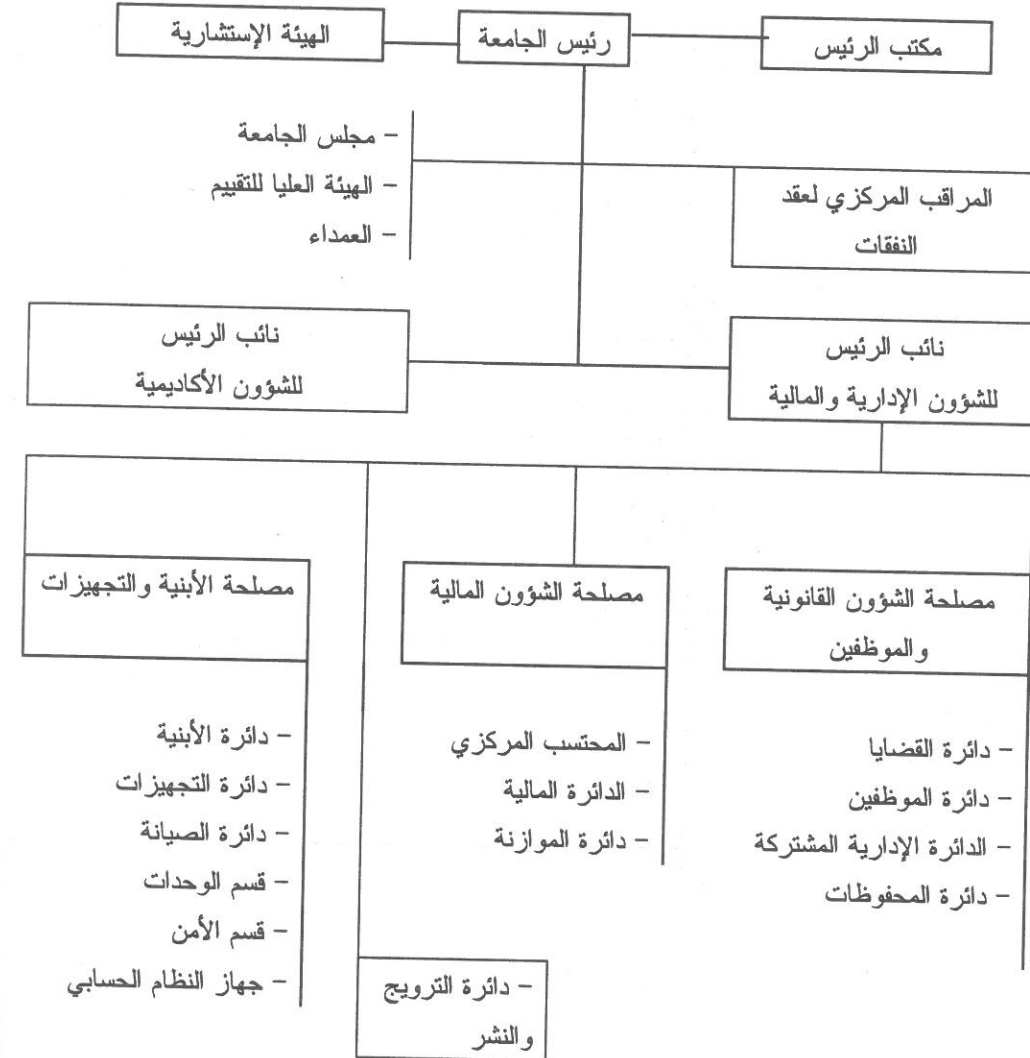 مكتب الرئيس
رئيس الجامعة
الهيئة الإستشارية
- مجلس الجامعة
- الهيئة العليا للتقييم
- العمداء
المراقب المركزي لعقد
النفقات
نائب الرئيس
للشؤون الإدارية والمالية
نائب الرئيس
للشؤون الأكاديمية
مصلحة الشؤون القانونية
والموظفين
- دائرة القضايا
- دائرة الموظفين
- الدائرة الإدارية المشتركة
- دائرة المحفوظات
مصلحة الشؤون المالية
- المحتسب المركزي
- الدائرة المالية
- دائرة الموازنة
- دائرة الترويج
والنشر
مصلحة الأبنية والتجهيزات
- دائرة الأبنية
- دائرة التجهيزات
- دائرة الصيانة
- قسم الوحدات
- قسم الأمن
- جهاز النظام الحسابي